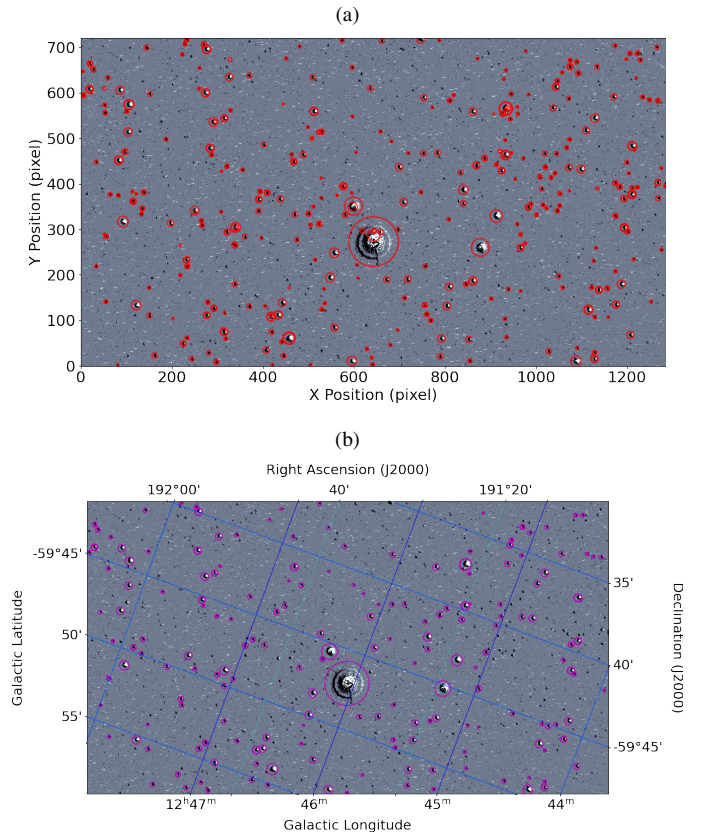 (a)
700
600
500
400
300
200
100
0
Y Position (pixel)
0 200 400 600 800 1000 1200
X Position (pixel)
(b)
Right Ascension (J2000)
192°00' 40' 191°20'
-59°45'
50'
55'
Galactic Latitude
35'
40'
-59°45'
Declination (J2000)
12ʰ47ᵐ 46ᵐ 45ᵐ 44ᵐ
Galactic Longitude